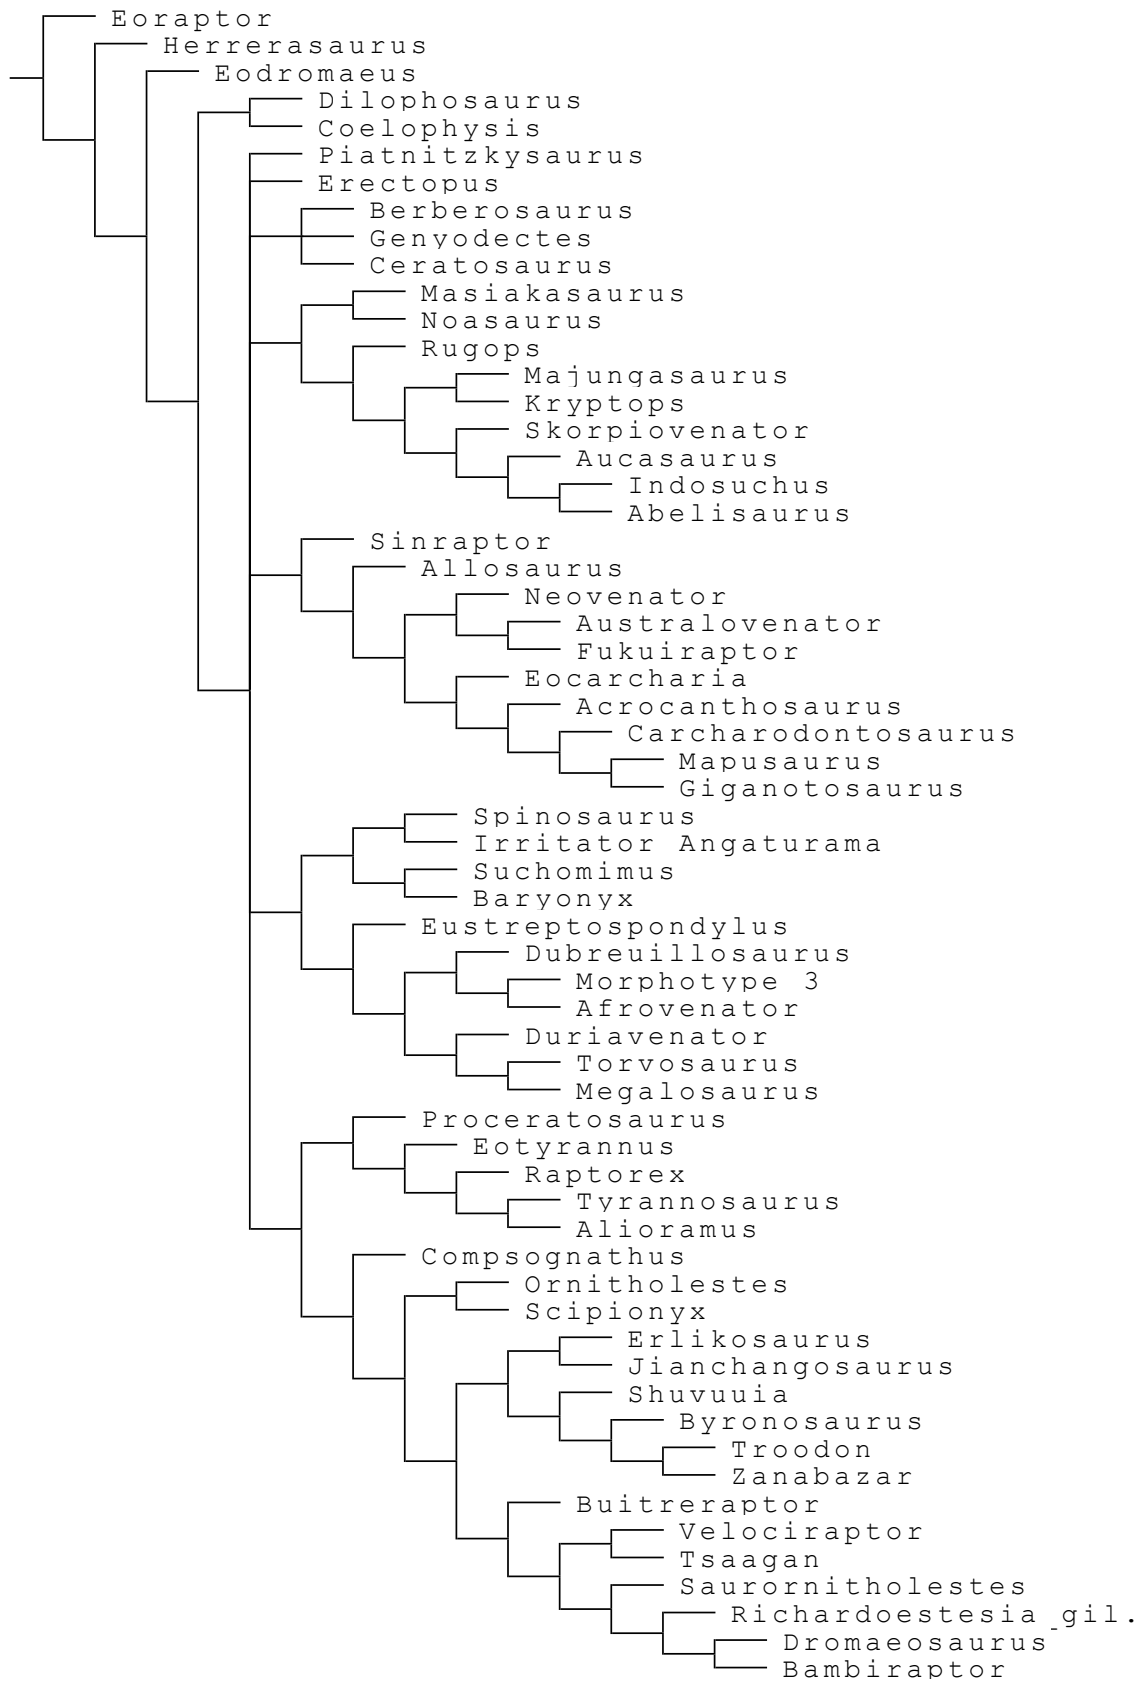 Eoraptor
Herrerasaurus
Eodromaeus
Dilophosaurus
Coelophysis
Piatnitzkysaurus
Erectopus
Berberosaurus
Genyodectes
Ceratosaurus
Masiakasaurus
Noasaurus
Rugops
Majungasaurus
Kryptops
Skorpiovenator
Aucasaurus
Indosuchus
Abelisaurus
Sinraptor
Allosaurus
Neovenator
Australovenator
Fukuiraptor
Eocarcharia
Acrocanthosaurus
Carcharodontosaurus
Mapusaurus
Giganotosaurus
Spinosaurus
Irritator Angaturama
Suchomimus
Baryonyx
Eustreptospondylus
Dubreuillosaurus
Morphotype 3
Afrovenator
Duriavenator
Torvosaurus
Megalosaurus
Proceratosaurus
Eotyrannus
Raptorex
Tyrannosaurus
Alioramus
Compsognathus
Ornitholestes
Scipionyx
Erlikosaurus
Jianchangosaurus
Shuvuuia
Byronosaurus
Troodon
Zanabazar
Buitreraptor
Velociraptor
Tsaagan
Saurornitholestes
Richardoestesia_gil.
Dromaeosaurus
Bambiraptor